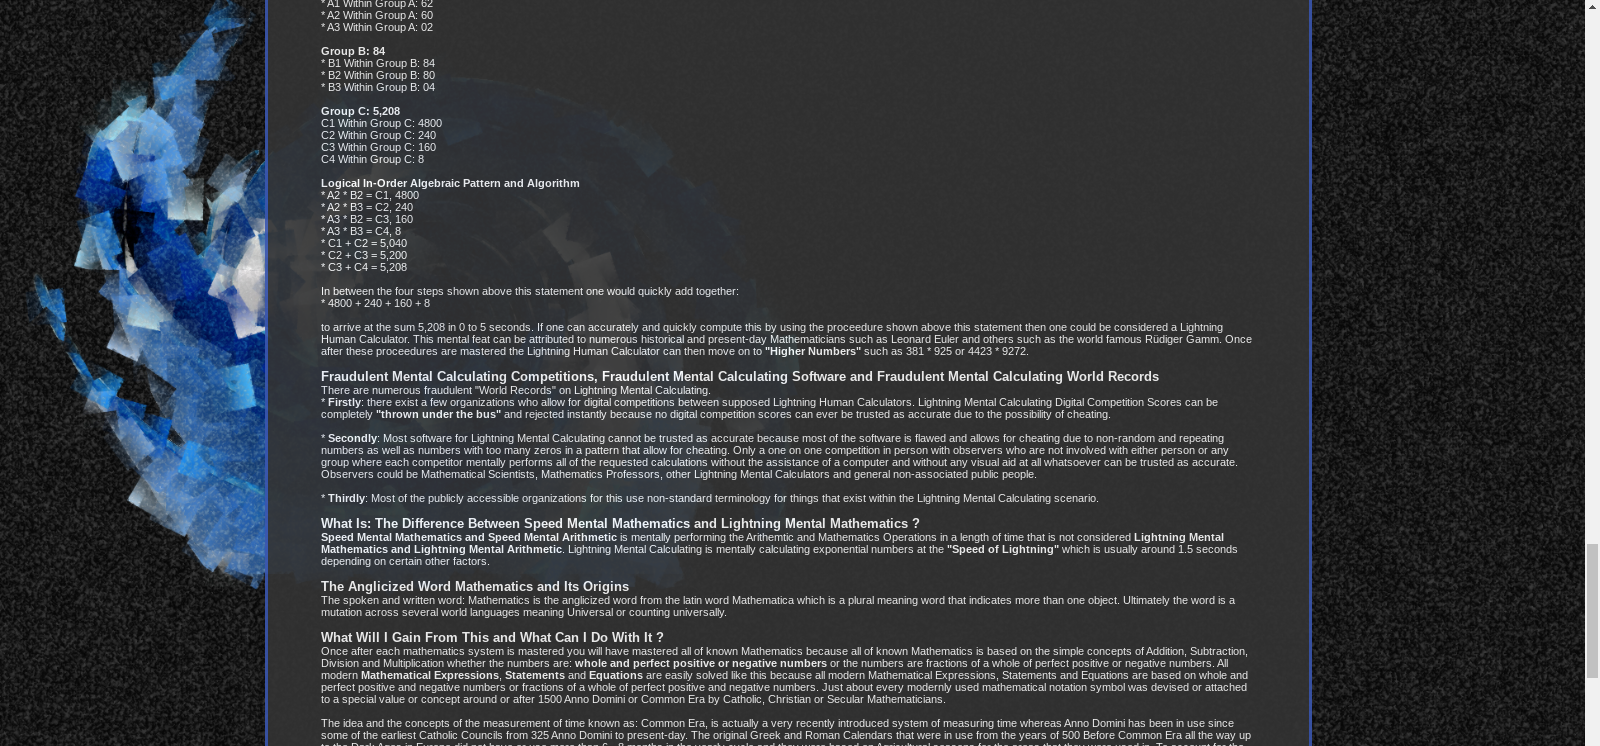 * A1 Within Group A: 62
* A2 Within Group A: 60
* A3 Within Group A: 02
Group B: 84
* B1 Within Group B: 84
* B2 Within Group B: 80
* B3 Within Group B: 04
Group C: 5,208
C1 Within Group C: 4800
C2 Within Group C: 240
C3 Within Group C: 160
C4 Within Group C: 8
Logical In-Order Algebraic Pattern and Algorithm
* A2 * B2 = C1, 4800
* A2 * B3 = C2, 240
* A3 * B2 = C3, 160
* A3 * B3 = C4, 8
* C1 + C2 = 5,040
* C2 + C3 = 5,200
* C3 + C4 = 5,208
In between the four steps shown above this statement one would quickly add together:
* 4800 + 240 + 160 + 8
to arrive at the sum 5,208 in 0 to 5 seconds. If one can accurately and quickly compute this by using the proceedure shown above this statement then one could be considered a Lightning
Human Calculator. This mental feat can be attributed to numerous historical and present-day Mathematicians such as Leonard Euler and others such as the world famous Rüdiger Gamm. Once
after these proceedures are mastered the Lightning Human Calculator can then move on to "Higher Numbers" such as 381 * 925 or 4423 * 9272.
Fraudulent Mental Calculating Competitions, Fraudulent Mental Calculating Software and Fraudulent Mental Calculating World Records
There are numerous fraudulent "World Records" on Lightning Mental Calculating.
* Firstly: there exist a few organizations who allow for digital competitions between supposed Lightning Human Calculators. Lightning Mental Calculating Digital Competition Scores can be
completely "thrown under the bus" and rejected instantly because no digital competition scores can ever be trusted as accurate due to the possibility of cheating.
* Secondly: Most software for Lightning Mental Calculating cannot be trusted as accurate because most of the software is flawed and allows for cheating due to non-random and repeating
numbers as well as numbers with too many zeros in a pattern that allow for cheating. Only a one on one competition in person with observers who are not involved with either person or any
group where each competitor mentally performs all of the requested calculations without the assistance of a computer and without any visual aid at all whatsoever can be trusted as accurate.
Observers could be Mathematical Scientists, Mathematics Professors, other Lightning Mental Calculators and general non-associated public people.
* Thirdly: Most of the publicly accessible organizations for this use non-standard terminology for things that exist within the Lightning Mental Calculating scenario.
What Is: The Difference Between Speed Mental Mathematics and Lightning Mental Mathematics ?
Speed Mental Mathematics and Speed Mental Arithmetic is mentally performing the Arithemtic and Mathematics Operations in a length of time that is not considered Lightning Mental
Mathematics and Lightning Mental Arithmetic. Lightning Mental Calculating is mentally calculating exponential numbers at the "Speed of Lightning" which is usually around 1.5 seconds
depending on certain other factors.
The Anglicized Word Mathematics and Its Origins
The spoken and written word: Mathematics is the anglicized word from the latin word Mathematica which is a plural meaning word that indicates more than one object. Ultimately the word is a
mutation across several world languages meaning Universal or counting universally.
What Will I Gain From This and What Can I Do With It ?
Once after each mathematics system is mastered you will have mastered all of known Mathematics because all of known Mathematics is based on the simple concepts of Addition, Subtraction,
Division and Multiplication whether the numbers are: whole and perfect positive or negative numbers or the numbers are fractions of a whole of perfect positive or negative numbers. All
modern Mathematical Expressions, Statements and Equations are easily solved like this because all modern Mathematical Expressions, Statements and Equations are based on whole and
perfect positive and negative numbers or fractions of a whole of perfect positive and negative numbers. Just about every modernly used mathematical notation symbol was devised or attached
to a special value or concept around or after 1500 Anno Domini or Common Era by Catholic, Christian or Secular Mathematicians.
The idea and the concepts of the measurement of time known as: Common Era, is actually a very recently introduced system of measuring time whereas Anno Domini has been in use since
some of the earliest Catholic Councils from 325 Anno Domini to present-day. The original Greek and Roman Calendars that were in use from the years of 500 Before Common Era all the way up